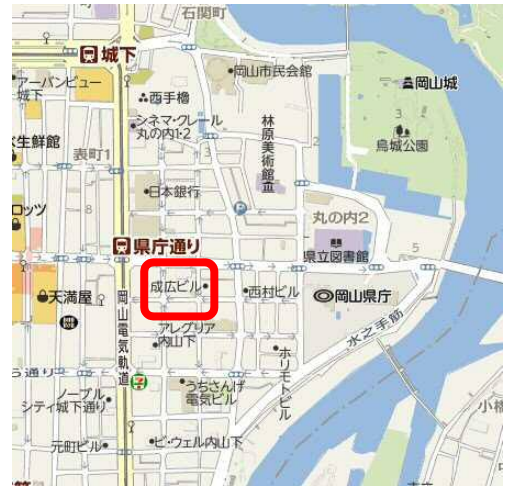 石関町
城下
岡山市民会館
岡山城
アーバンビュー
城下
西手櫓
3
シネマ・クレール
丸の内1・2
林原美術館
烏城公園
生鮮館
表町1
3
2
日本銀行
ロッツ
8
丸の内2
5
県庁通り
県立図書館
成広ビル
西村ビル
岡山県庁
天満屋
岡山電気軌道
水之手筋
アレグリア
内山下
ホリモトビル
うちさんげ
電気ビル
ノーブル
シティ城下通り
元町ビル
ビ・ウェル内山下